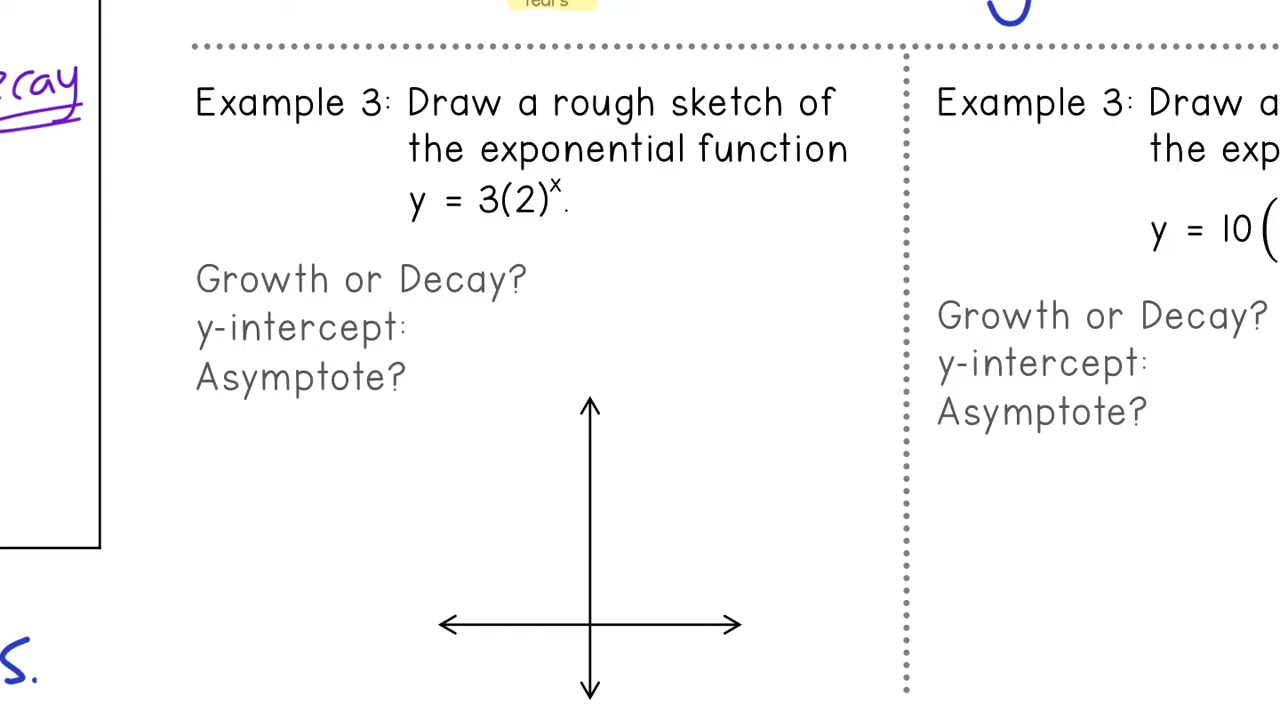 Years
ecay
Example 3: Draw a rough sketch of
the exponential function
y = 3(2)ˣ.
Growth or Decay?
y-intercept:
Asymptote?
s.
Example 3: Draw a
the exp
y = 10(
Growth or Decay?
y-intercept:
Asymptote?